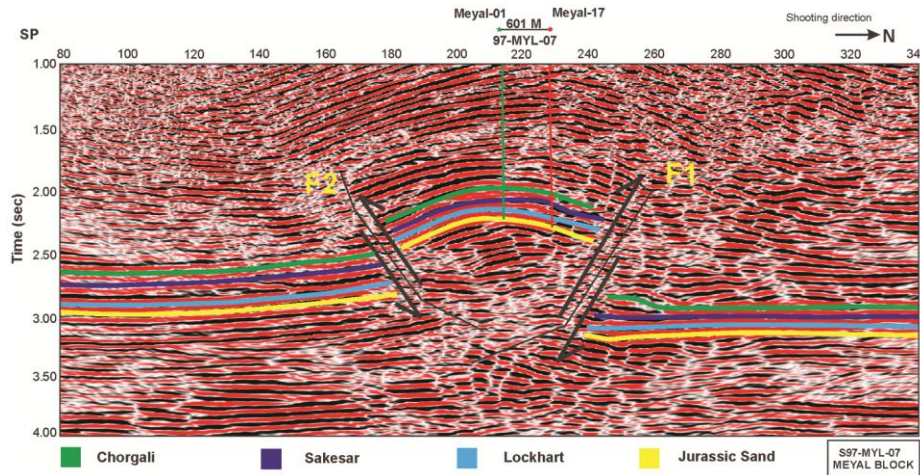 Meyal-01 Meyal-17
601 M
97-MYL-07
Shooting direction
N
SP
80 100 120 140 160 180 200 220 240 260 280 300 320 34
1.00
1.50
2.00
2.50
3.00
3.50
4.00
Time (sec)
F2
F1
Chorgali
Sakesar
Lockhart
Jurassic Sand
S97-MYL-07
MEYAL BLOCK